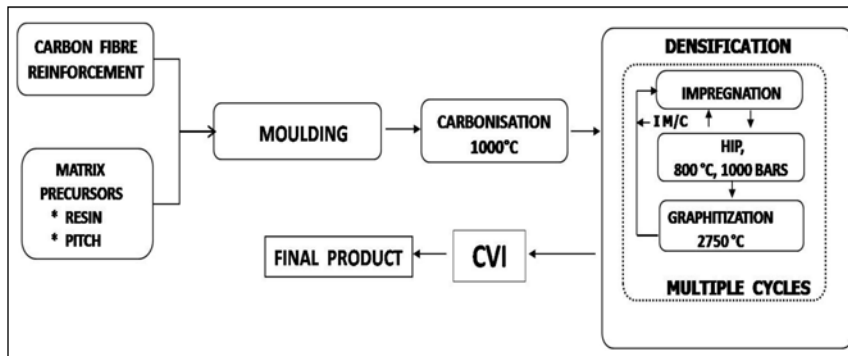 CARBON FIBRE
REINFORCEMENT
MATRIX
PRECURSORS
* RESIN
* PITCH
MOULDING
CARBONISATION
1000°C
DENSIFICATION
IMPREGNATION
I M/C
HIP,
800 °C, 1000 BARS
GRAPHITIZATION
2750 °C
MULTIPLE CYCLES
CVI
FINAL PRODUCT